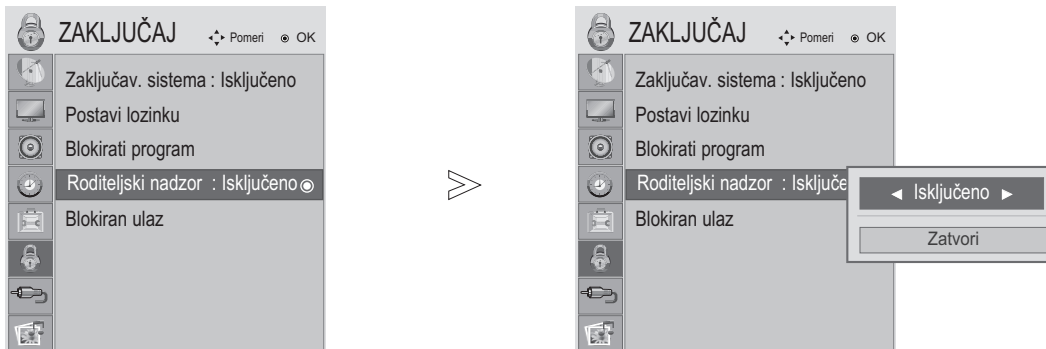 ZAKLJUČAJ Pomeri OK
Zaključav. sistema : Isključeno
Postavi lozinku
Blokirati program
Roditeljski nadzor : Isključeno
Blokiran ulaz
ZAKLJUČAJ Pomeri OK
Zaključav. sistema : Isključeno
Postavi lozinku
Blokirati program
Roditeljski nadzor : Isključe
Blokiran ulaz
◄ Isključeno ►
Zatvori